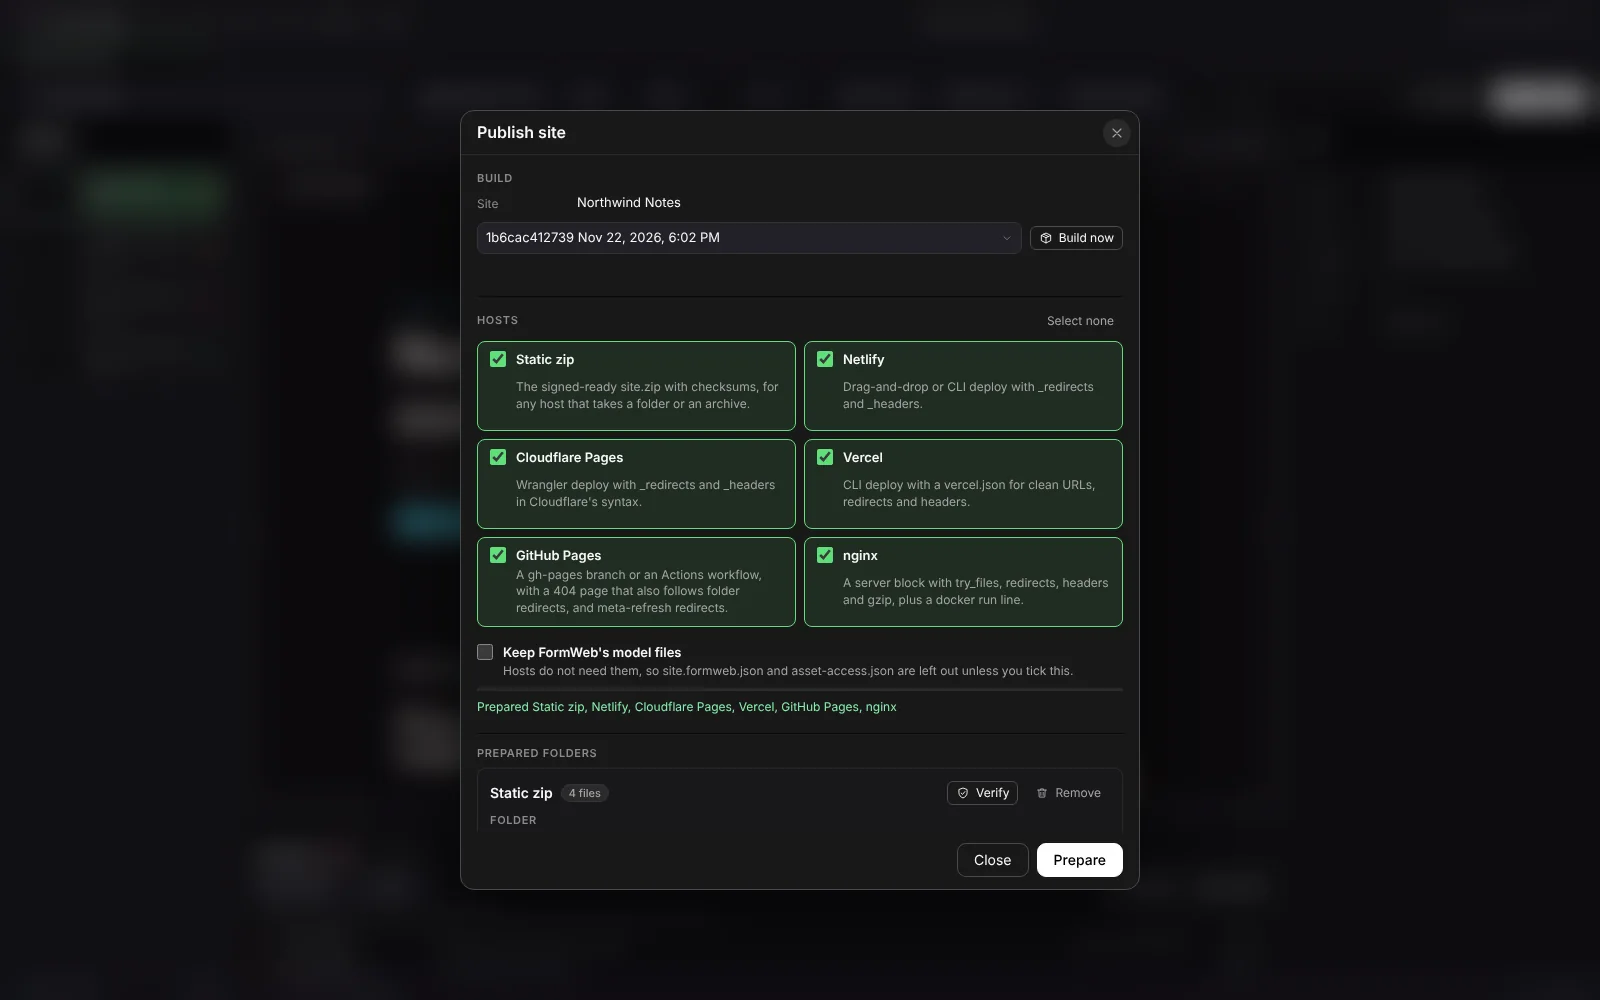 Publish site
BUILD
Site Northwind Notes
1b6cac412739 Nov 22, 2026, 6:02 PM
Build now
HOSTS
Select none
Static zip
The signed-ready site.zip with checksums, for
any host that takes a folder or an archive.
Netlify
Drag-and-drop or CLI deploy with _redirects
and _headers.
Cloudflare Pages
Wrangler deploy with _redirects and _headers
in Cloudflare's syntax.
Vercel
CLI deploy with a vercel.json for clean URLs,
redirects and headers.
GitHub Pages
A gh-pages branch or an Actions workflow,
with a 404 page that also follows folder
redirects, and meta-refresh redirects.
nginx
A server block with try_files, redirects, headers
and gzip, plus a docker run line.
Keep FormWeb's model files
Hosts do not need them, so site.formweb.json and asset-access.json are left out unless you tick this.
Prepared Static zip, Netlify, Cloudflare Pages, Vercel, GitHub Pages, nginx
PREPARED FOLDERS
Static zip 4 files
Verify
Remove
FOLDER
Close
Prepare